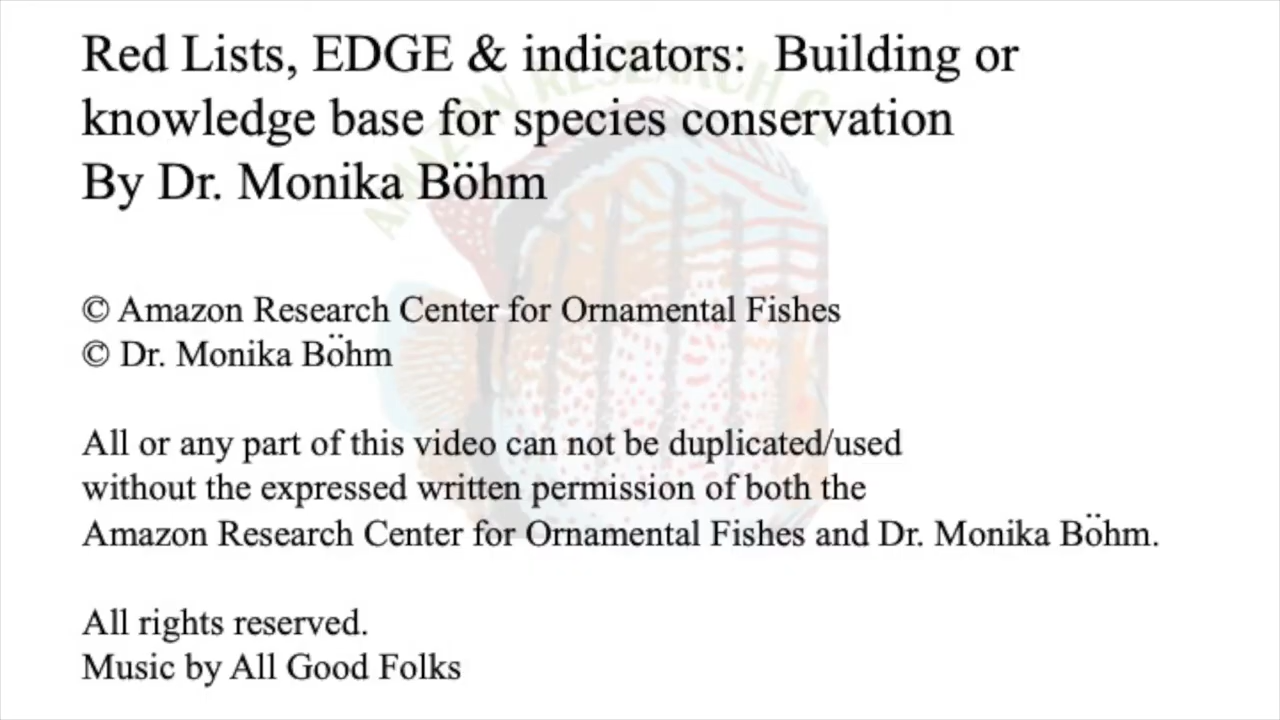 Red Lists, EDGE & indicators:  Building or
knowledge base for species conservation
By Dr. Monika Böhm
© Amazon Research Center for Ornamental Fishes
© Dr. Monika Böhm
All or any part of this video can not be duplicated/used
without the expressed written permission of both the
Amazon Research Center for Ornamental Fishes and Dr. Monika Böhm.
All rights reserved.
Music by All Good Folks
AMAZON RESEARCH